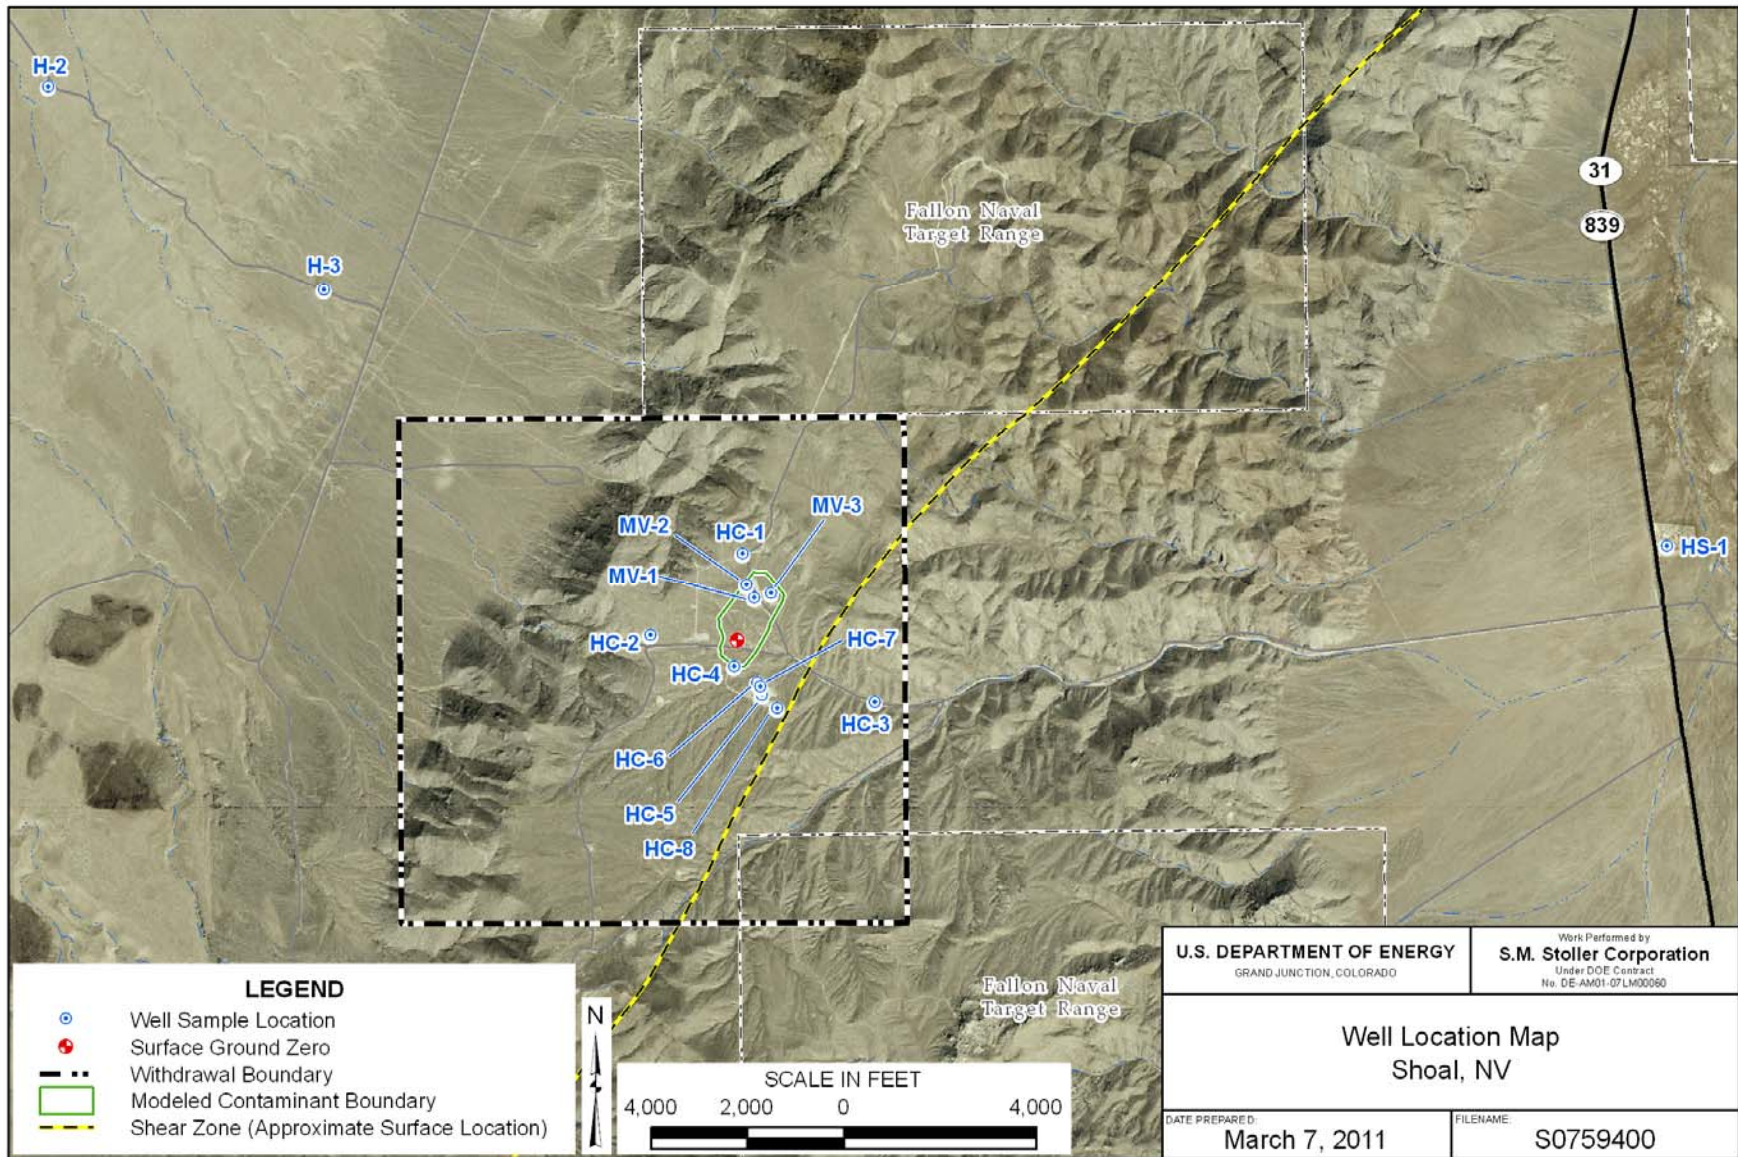 H-2
H-3
31
839
Fallon Naval
Target Range
MV-3
MV-2
HC-1
MV-1
HS-1
HC-2
HC-7
HC-4
HC-3
HC-6
HC-5
HC-8
Fallon Naval
Target Range
LEGEND
Well Sample Location
Surface Ground Zero
Withdrawal Boundary
Modeled Contaminant Boundary
Shear Zone (Approximate Surface Location)
N
SCALE IN FEET
4,000 2,000 0 4,000
U.S. DEPARTMENT OF ENERGY
GRAND JUNCTION, COLORADO
Work Performed by
S.M. Stoller Corporation
Under DOE Contract
No. DE-AM01-07LM00060
Well Location Map
Shoal, NV
DATE PREPARED:
March 7, 2011
FILENAME:
S0759400